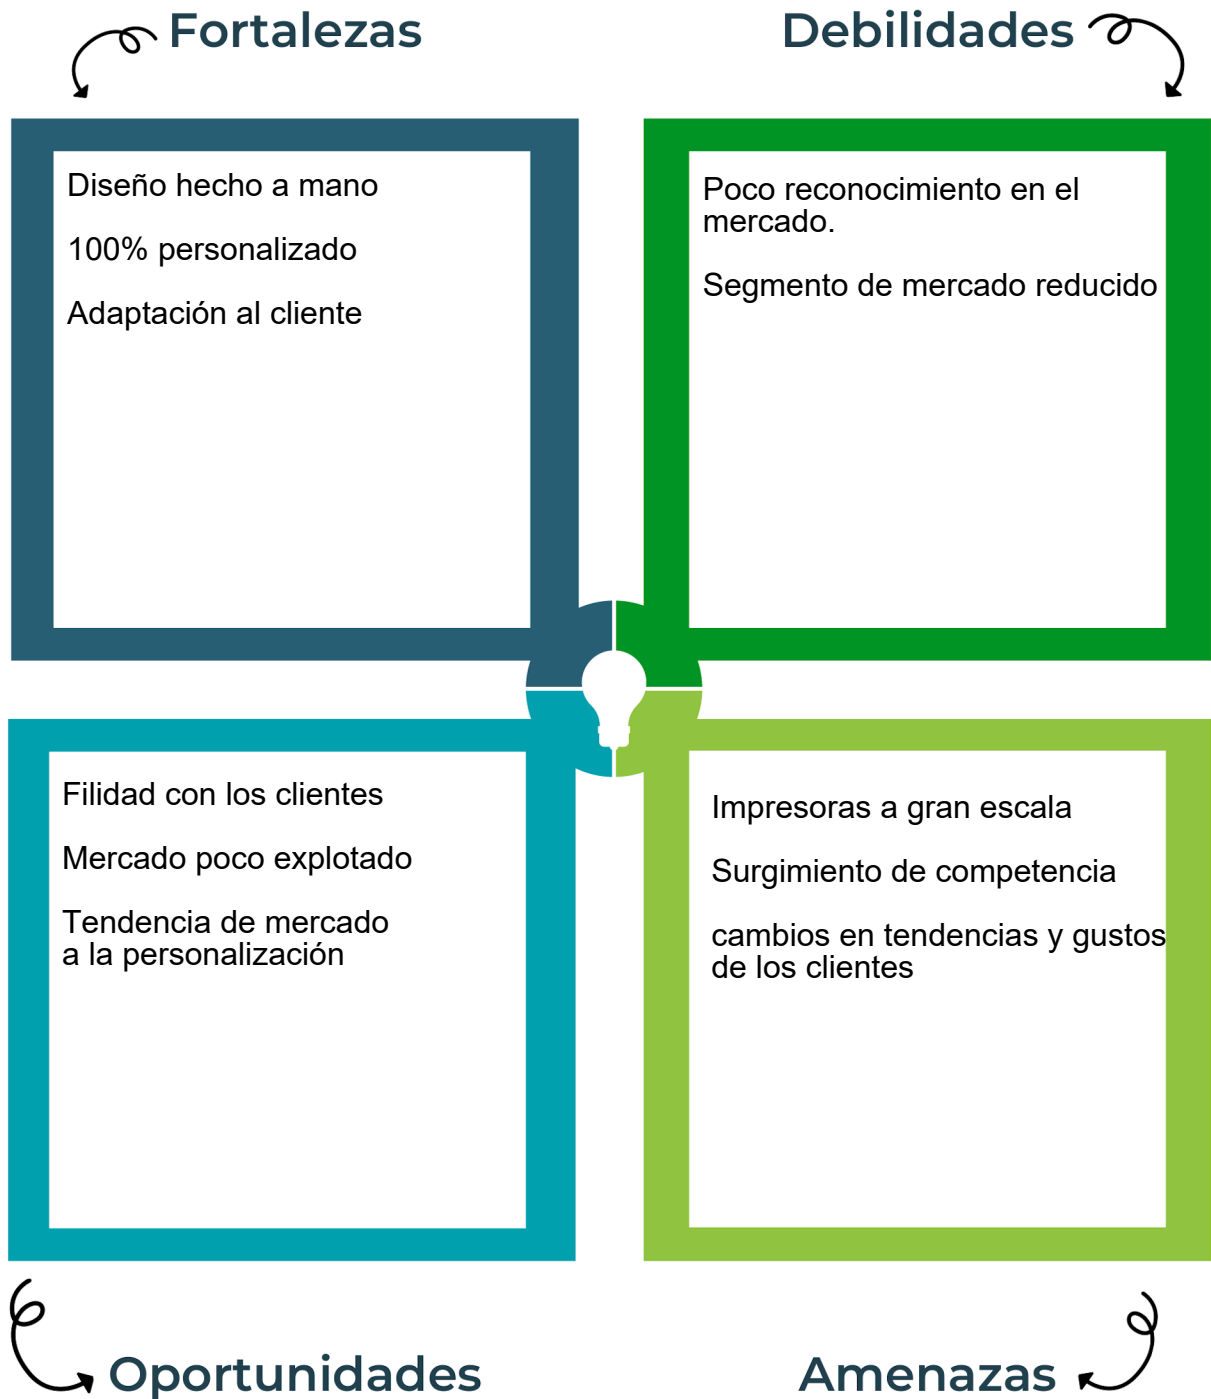 Fortalezas
Diseño hecho a mano
100% personalizado
Adaptación al cliente
Debilidades
Poco reconocimiento en el
mercado.
Segmento de mercado reducido
Filidad con los clientes
Mercado poco explotado
Tendencia de mercado
a la personalización
Oportunidades
Impresoras a gran escala
Surgimiento de competencia
cambios en tendencias y gustos
de los clientes
Amenazas